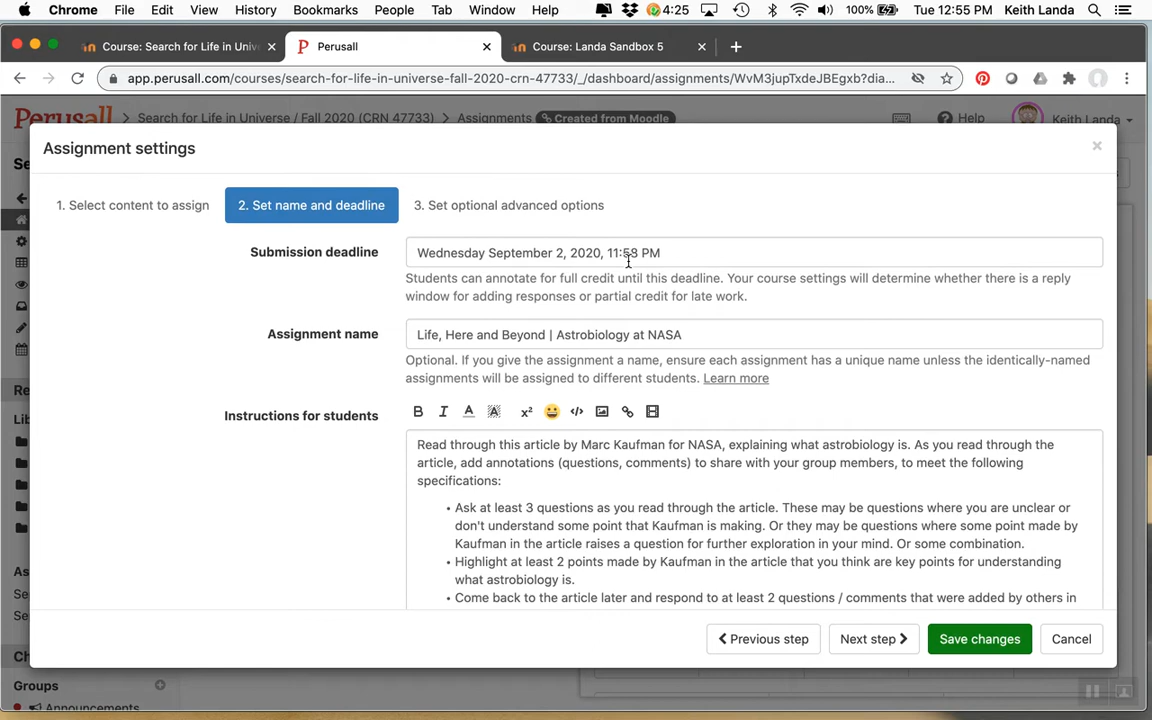 Chrome File Edit View History Bookmarks People Tab Window Help 4:25 100% Tue 12:55 PM Keith Landa
Course: Search for Life in Univ Perusall Course: Landa Sandbox 5
app.perusall.com/courses/search-for-life-in-universe-fall-2020-crn-47733/_/dashboard/assignments/WvM3jupTxdeJBEgxb?dia...
Perusall Search for Life in Universe / Fall 2020 (CRN 47733) Assignments Created from Moodle Help Keith Landa
Assignment settings
Se
1. Select content to assign 2. Set name and deadline 3. Set optional advanced options
Submission deadline Wednesday September 2, 2020, 11:58 PM
Students can annotate for full credit until this deadline. Your course settings will determine whether there is a reply
window for adding responses or partial credit for late work.
Assignment name Life, Here and Beyond | Astrobiology at NASA
Optional. If you give the assignment a name, ensure each assignment has a unique name unless the identically-named
assignments will be assigned to different students. Learn more
Re
Lib
Instructions for students B I A A x² </>
Read through this article by Marc Kaufman for NASA, explaining what astrobiology is. As you read through the
article, add annotations (questions, comments) to share with your group members, to meet the following
specifications:
• Ask at least 3 questions as you read through the article. These may be questions where you are unclear or
don't understand some point that Kaufman is making. Or they may be questions where some point made by
Kaufman in the article raises a question for further exploration in your mind. Or some combination.
• Highlight at least 2 points made by Kaufman in the article that you think are key points for understanding
what astrobiology is.
• Come back to the article later and respond to at least 2 questions / comments that were added by others in
As
Se
Se
Previous step Next step Save changes Cancel
Ch
Groups
Announcements